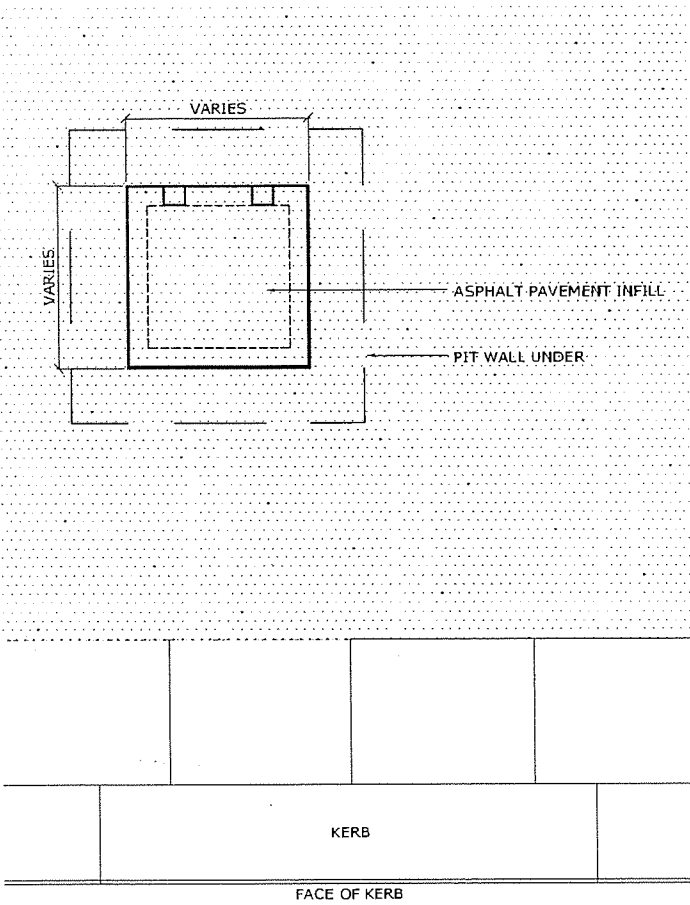 VARIES
VARIES
ASPHALT PAVEMENT INFILL
PIT WALL UNDER
KERB
FACE OF KERB